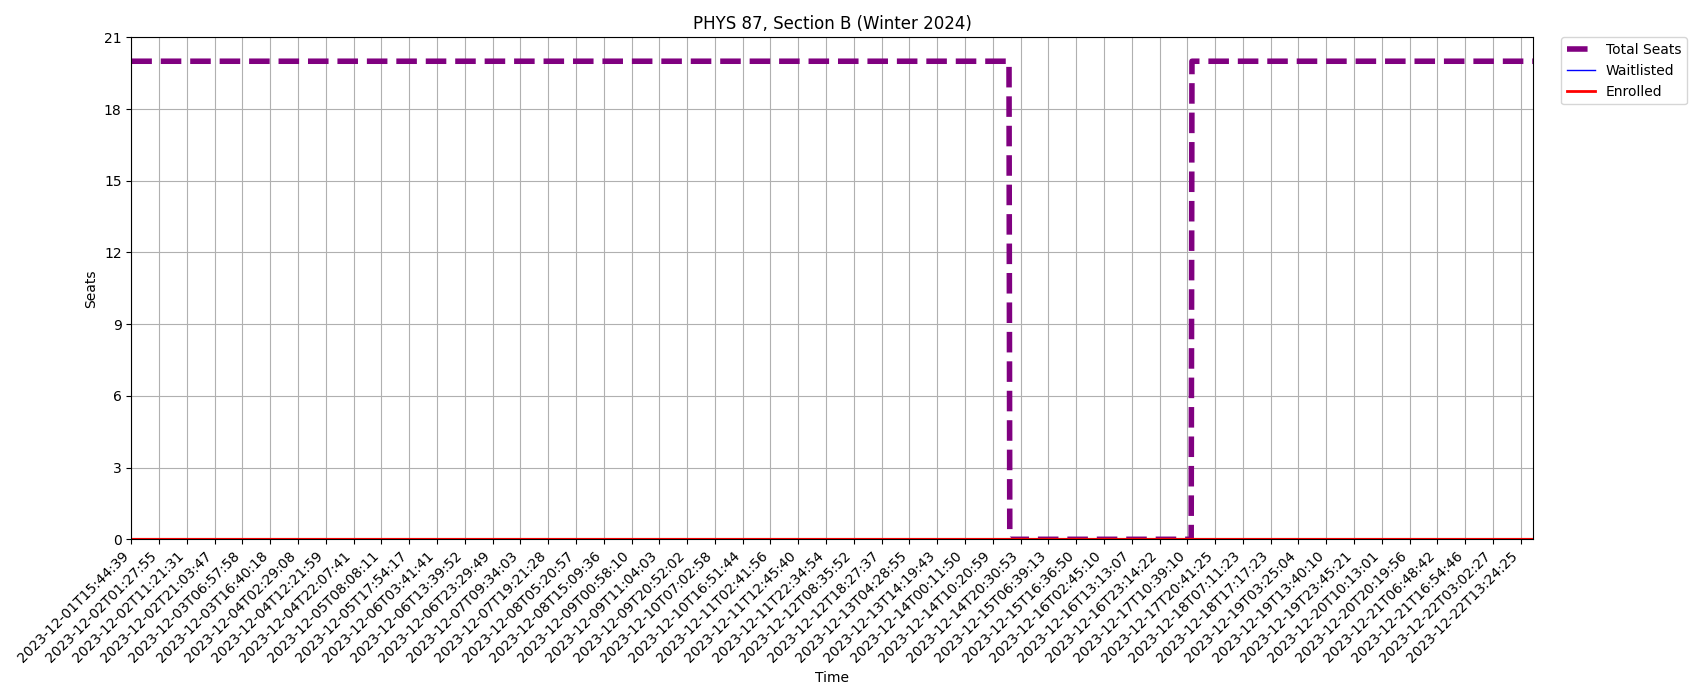 PHYS 87, Section B (Winter 2024)
21
18
15
12
9
6
3
0
Seats
Total Seats
Waitlisted
Enrolled
2023-12-01T15:44:39
2023-12-02T01:27:55
2023-12-02T11:21:31
2023-12-02T21:03:47
2023-12-03T06:57:58
2023-12-03T16:40:18
2023-12-04T02:29:08
2023-12-04T12:21:59
2023-12-04T22:07:41
2023-12-05T08:08:11
2023-12-05T17:54:17
2023-12-06T03:41:41
2023-12-06T13:39:52
2023-12-06T23:29:49
2023-12-07T09:34:03
2023-12-07T19:21:28
2023-12-08T05:20:57
2023-12-08T15:09:36
2023-12-09T00:58:10
2023-12-09T11:04:03
2023-12-09T20:52:02
2023-12-10T07:02:58
2023-12-10T16:51:44
2023-12-11T02:41:56
2023-12-11T12:45:40
2023-12-11T22:34:54
2023-12-12T08:35:52
2023-12-12T18:27:37
2023-12-13T04:28:55
2023-12-13T14:19:43
2023-12-14T00:11:50
2023-12-14T10:20:59
2023-12-14T20:30:53
2023-12-15T06:39:13
2023-12-15T16:36:50
2023-12-16T02:45:10
2023-12-16T13:13:07
2023-12-16T23:14:22
2023-12-17T10:39:10
2023-12-17T20:41:25
2023-12-18T07:11:23
2023-12-18T17:17:23
2023-12-19T03:25:04
2023-12-19T13:40:10
2023-12-19T23:45:21
2023-12-20T10:13:01
2023-12-20T20:19:56
2023-12-21T06:48:42
2023-12-21T16:54:46
2023-12-22T03:02:27
2023-12-22T13:24:25
Time